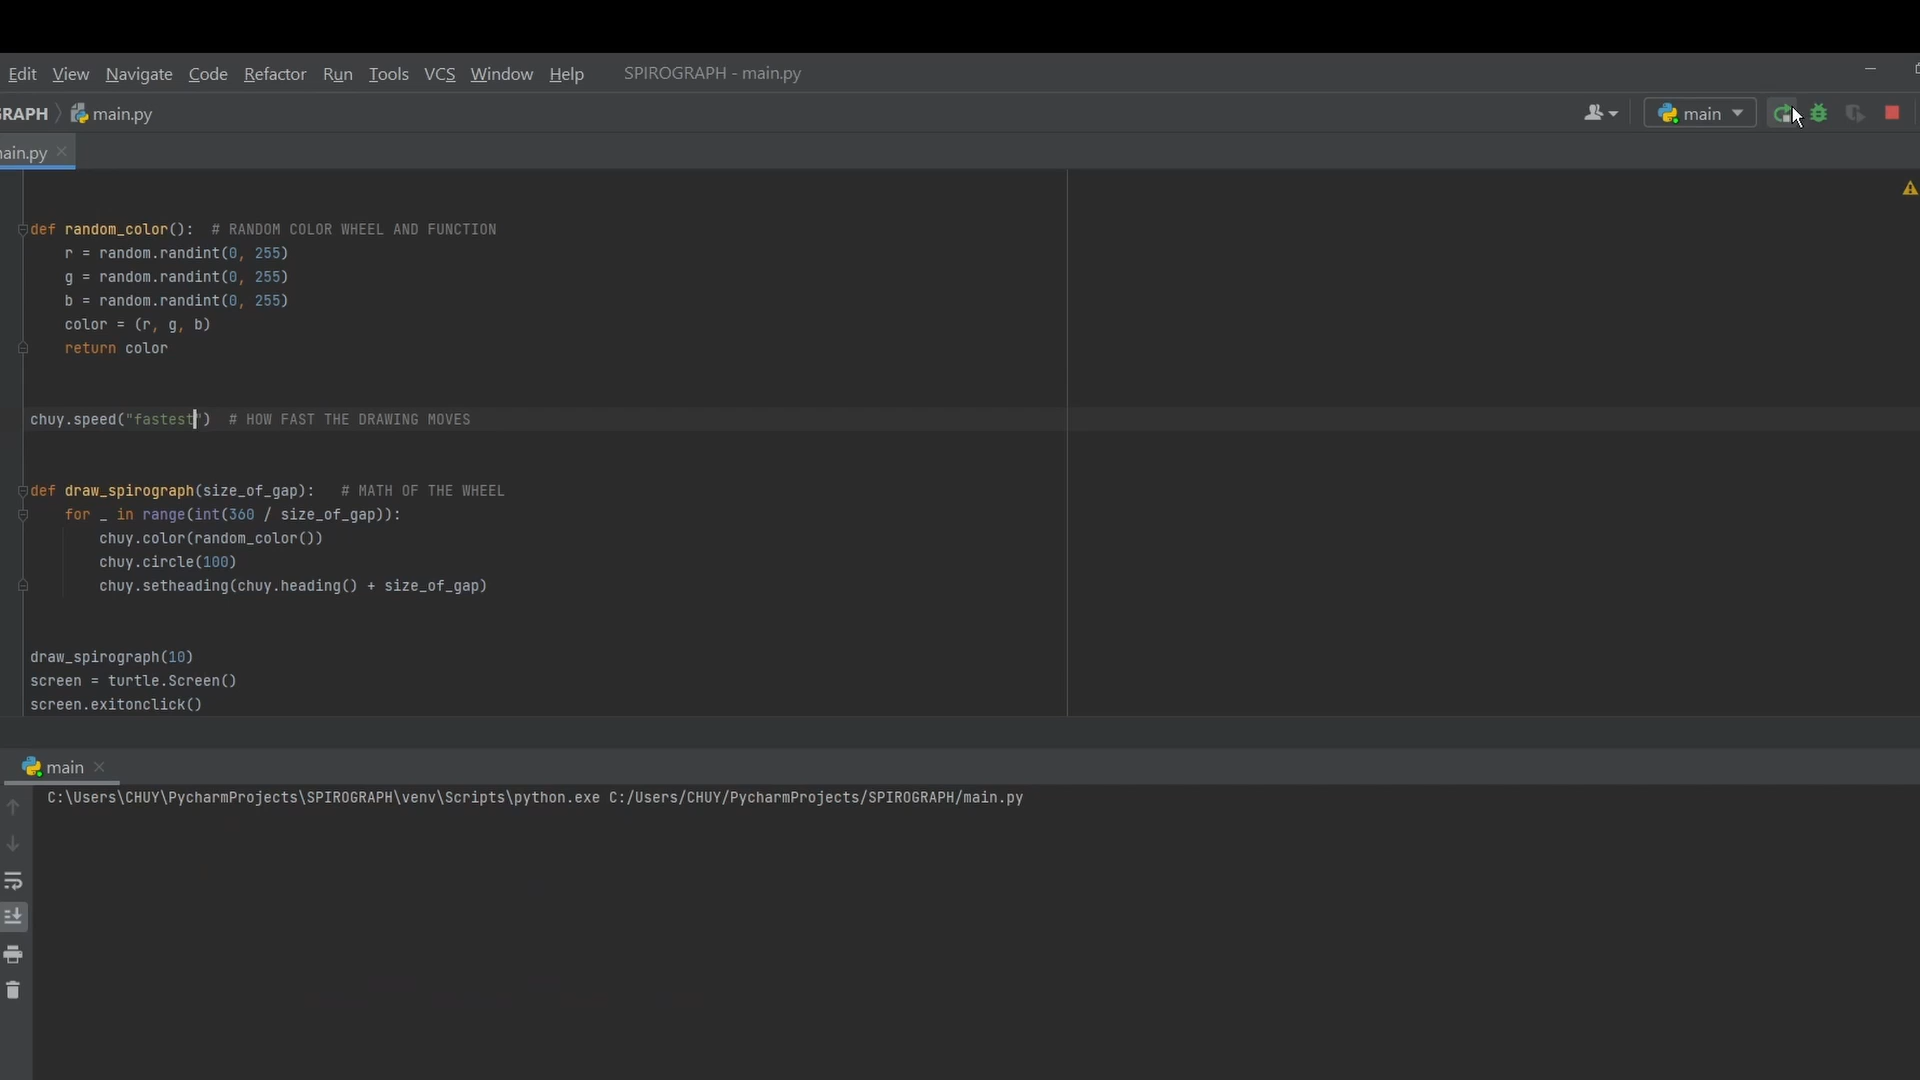 Edit View Navigate Code Refactor Run Tools VCS Window Help SPIROGRAPH - main.py
GRAPH main.py main
main.py
def random_color():  # RANDOM COLOR WHEEL AND FUNCTION
    r = random.randint(0, 255)
    g = random.randint(0, 255)
    b = random.randint(0, 255)
    color = (r, g, b)
    return color
chuy.speed("fastest")  # HOW FAST THE DRAWING MOVES
def draw_spirograph(size_of_gap):   # MATH OF THE WHEEL
    for _ in range(int(360 / size_of_gap)):
        chuy.color(random_color())
        chuy.circle(100)
        chuy.setheading(chuy.heading() + size_of_gap)
draw_spirograph(10)
screen = turtle.Screen()
screen.exitonclick()
main
C:\Users\CHUY\PycharmProjects\SPIROGRAPH\venv\Scripts\python.exe C:/Users/CHUY/PycharmProjects/SPIROGRAPH/main.py